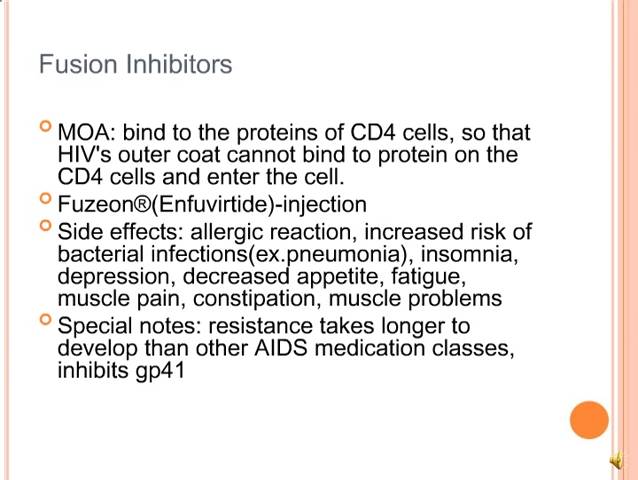 Fusion Inhibitors
MOA: bind to the proteins of CD4 cells, so that
HIV's outer coat cannot bind to protein on the
CD4 cells and enter the cell.
Fuzeon®(Enfuvirtide)-injection
Side effects: allergic reaction, increased risk of
bacterial infections(ex.pneumonia), insomnia,
depression, decreased appetite, fatigue,
muscle pain, constipation, muscle problems
Special notes: resistance takes longer to
develop than other AIDS medication classes,
inhibits gp41